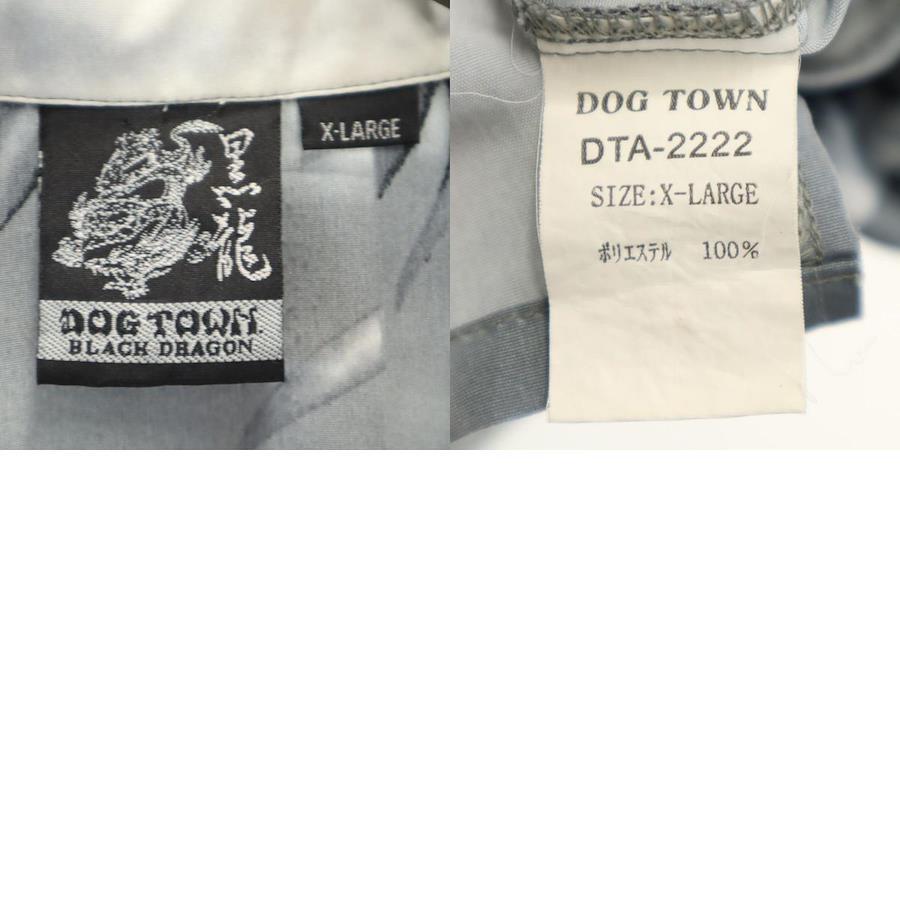 黒龍
X-LARGE
DOG TOWN
BLACK DRAGON
DOG TOWN
DTA-2222
SIZE:X-LARGE
ポリエステル 100%